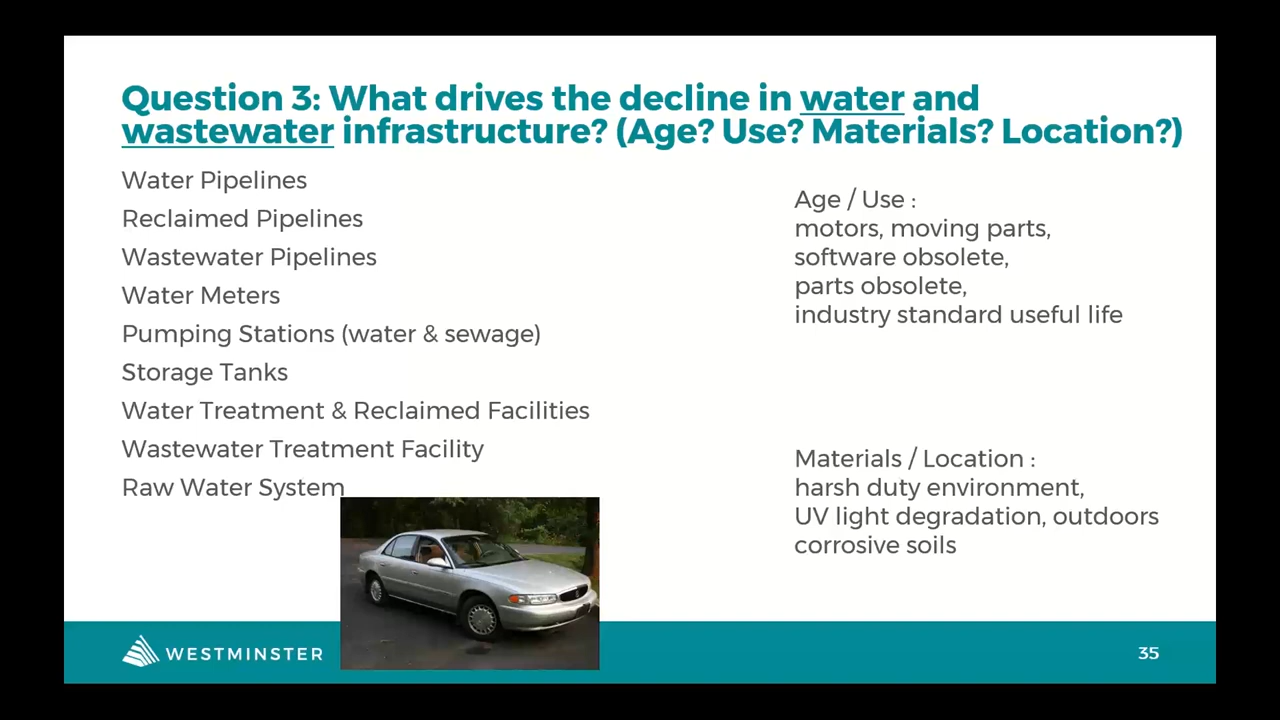 Question 3: What drives the decline in water and
wastewater infrastructure? (Age? Use? Materials? Location?)
Water Pipelines
Reclaimed Pipelines
Wastewater Pipelines
Water Meters
Pumping Stations (water & sewage)
Storage Tanks
Water Treatment & Reclaimed Facilities
Wastewater Treatment Facility
Raw Water System
Age / Use :
motors, moving parts,
software obsolete,
parts obsolete,
industry standard useful life
Materials / Location :
harsh duty environment,
UV light degradation, outdoors
corrosive soils
WESTMINSTER
35